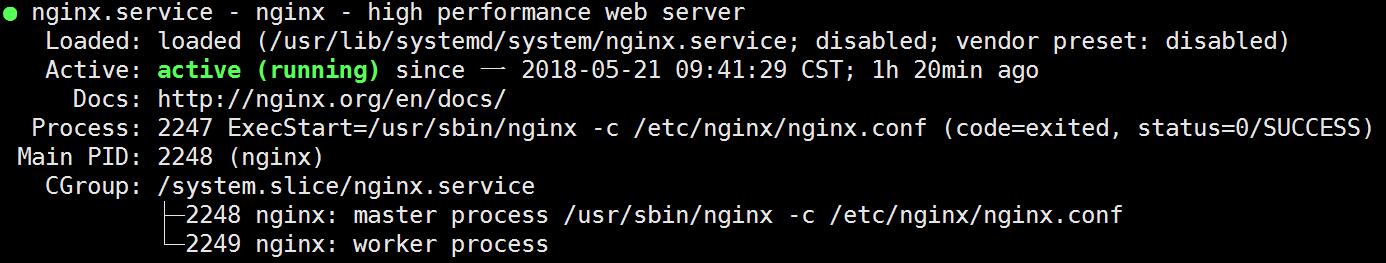 ● nginx.service - nginx - high performance web server
Loaded: loaded (/usr/lib/systemd/system/nginx.service; disabled; vendor preset: disabled)
Active: active (running) since 一 2018-05-21 09:41:29 CST; 1h 20min ago
Docs: http://nginx.org/en/docs/
Process: 2247 ExecStart=/usr/sbin/nginx -c /etc/nginx/nginx.conf (code=exited, status=0/SUCCESS)
Main PID: 2248 (nginx)
CGroup: /system.slice/nginx.service
├─2248 nginx: master process /usr/sbin/nginx -c /etc/nginx/nginx.conf
└─2249 nginx: worker process